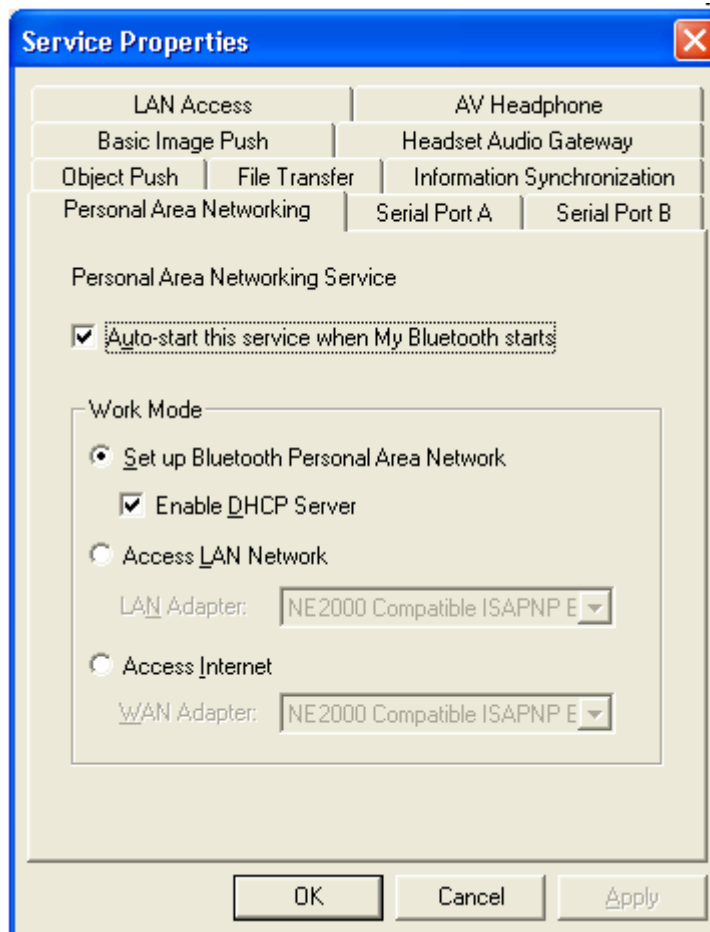 Service Properties
LAN Access AV Headphone
Basic Image Push Headset Audio Gateway
Object Push File Transfer Information Synchronization
Personal Area Networking Serial Port A Serial Port B
Personal Area Networking Service
Auto-start this service when My Bluetooth starts
Work Mode
Set up Bluetooth Personal Area Network
Enable DHCP Server
Access LAN Network
LAN Adapter: NE2000 Compatible ISAPNP E
Access Internet
WAN Adapter: NE2000 Compatible ISAPNP E
OK Cancel Apply